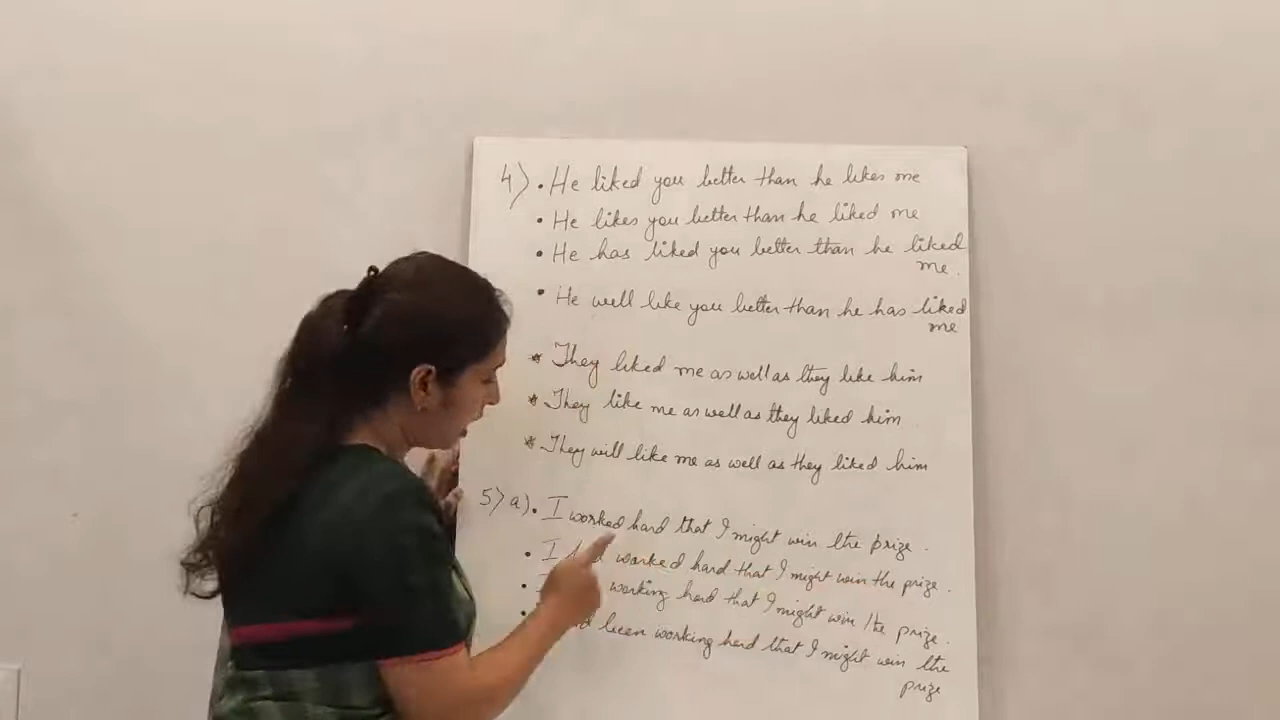 4) • He liked you better than he likes me
• He likes you better than he liked me
• He has liked you better than he liked
me.
• He well like you better than he has liked
me
* They liked me as well as they like him
* They like me as well as they liked him
* They will like me as well as they liked him
5) a). • I worked hard that I might win the prize.
• I worked hard that I might win the prize.
• working hard that I might win the prize.
• been working hard that I might win the
prize